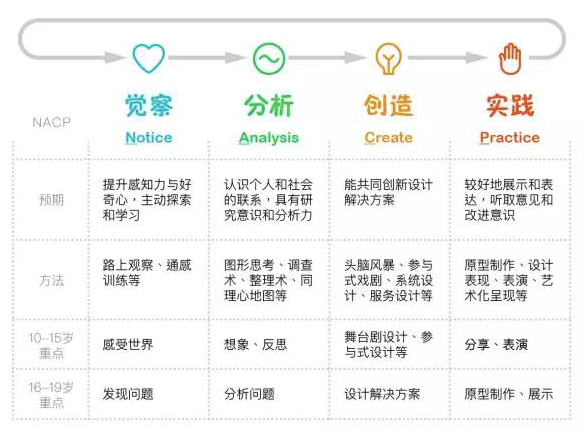 NACP
觉察
Notice
分析
Analysis
创造
Create
实践
Practice
预期
提升感知力与好
奇心，主动探索
和学习
认识个人和社会
的联系，具有研
究意识和分析力
能共同创新设计
解决方案
较好地展示和表
达，听取意见和
改进意识
方法
路上观察、通感
训练等
图形思考、调查
术、整理术、同
理心地图等
头脑风暴、参与
式戏剧、系统设
计、服务设计等
原型制作、设计
表现、表演、艺
术化呈现等
10–15岁
重点
感受世界
想象、反思
舞台剧设计、参
与式设计等
分享、表演
16–19岁
重点
发现问题
分析问题
设计解决方案
原型制作、展示